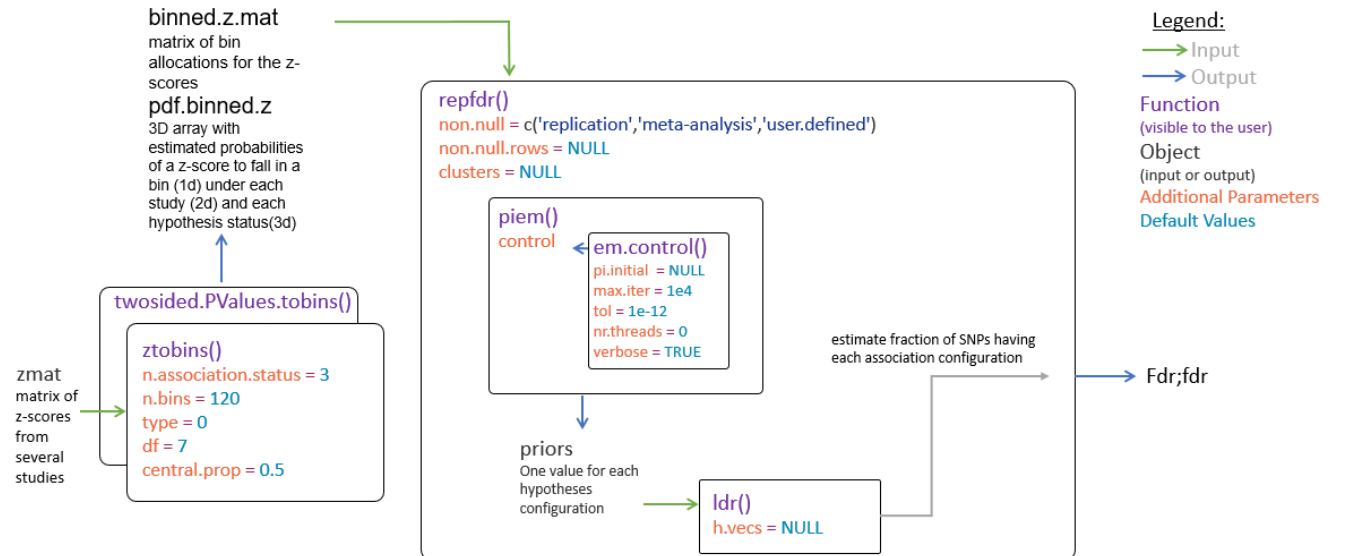 binned.z.mat
matrix of bin
allocations for the z-
scores
pdf.binned.z
3D array with
estimated probabilities
of a z-score to fall in a
bin (1d) under each
study (2d) and each
hypothesis status(3d)
twosided.PValues.tobins()
ztobins()
n.association.status = 3
n.bins = 120
type = 0
df = 7
central.prop = 0.5
zmat
matrix of
z-scores
from
several
studies
repfdr()
non.null = c('replication','meta-analysis','user.defined')
non.null.rows = NULL
clusters = NULL
piem()
control
em.control()
pi.initial = NULL
max.iter = 1e4
tol = 1e-12
nr.threads = 0
verbose = TRUE
priors
One value for each
hypotheses
configuration
ldr()
h.vecs = NULL
estimate fraction of SNPs having
each association configuration
Fdr;fdr
Legend:
Input
Output
Function
(visible to the user)
Object
(input or output)
Additional Parameters
Default Values